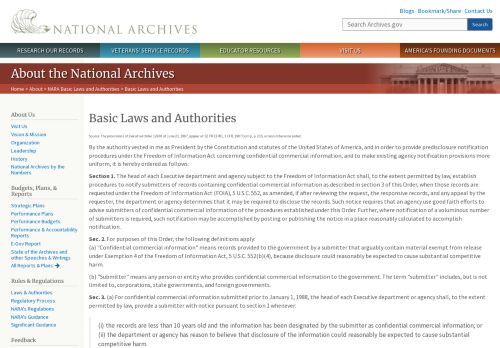 NATIONAL ARCHIVES
Blogs · Bookmark/Share · Contact Us
Search Archives.gov
Search
RESEARCH OUR RECORDS
VETERANS' SERVICE RECORDS
EDUCATOR RESOURCES
VISIT US
AMERICA'S FOUNDING DOCUMENTS
About the National Archives
Home > About > NARA Basic Laws and Authorities > Basic Laws and Authorities
About Us
Visit Us
Vision & Mission
Organization
Leadership
History
National Archives by the
Numbers
Budgets, Plans, &
Reports
Strategic Plans
Performance Plans
Performance Budgets
Performance & Accountability
Reports
E-Gov Report
State of the Archives and
other Speeches & Writings
All Reports & Plans →
Rules & Regulations
Laws & Authorities
Regulatory Process
NARA's Regulations
NARA's Guidance
Significant Guidance
Feedback
Basic Laws and Authorities
Source: The provisions of Executive Order 12600 of June 23, 1987, appear at 52 FR 23781, 3 CFR, 1987 Comp., p. 235, unless otherwise noted.
By the authority vested in me as President by the Constitution and statutes of the United States of America, and in order to provide predisclosure notification
procedures under the Freedom of Information Act concerning confidential commercial information, and to make existing agency notification provisions more
uniform, it is hereby ordered as follows:
Section 1. The head of each Executive department and agency subject to the Freedom of Information Act shall, to the extent permitted by law, establish
procedures to notify submitters of records containing confidential commercial information as described in section 3 of this Order, when those records are
requested under the Freedom of Information Act (FOIA), 5 U.S.C. 552, as amended, if after reviewing the request, the responsive records, and any appeal by the
requester, the department or agency determines that it may be required to disclose the records. Such notice requires that an agency use good faith efforts to
advise submitters of confidential commercial information of the procedures established under this Order. Further, where notification of a voluminous number
of submitters is required, such notification may be accomplished by posting or publishing the notice in a place reasonably calculated to accomplish
notification.
Sec. 2. For purposes of this Order, the following definitions apply:
(a) "Confidential commercial information" means records provided to the government by a submitter that arguably contain material exempt from release
under Exemption 4 of the Freedom of Information Act, 5 U.S.C. 552(b)(4), because disclosure could reasonably be expected to cause substantial competitive
harm.
(b) "Submitter" means any person or entity who provides confidential commercial information to the government. The term "submitter" includes, but is not
limited to, corporations, state governments, and foreign governments.
Sec. 3. (a) For confidential commercial information submitted prior to January 1, 1988, the head of each Executive department or agency shall, to the extent
permitted by law, provide a submitter with notice pursuant to section 1 whenever:
(i) the records are less than 10 years old and the information has been designated by the submitter as confidential commercial information; or
(ii) the department or agency has reason to believe that disclosure of the information could reasonably be expected to cause substantial
competitive harm.